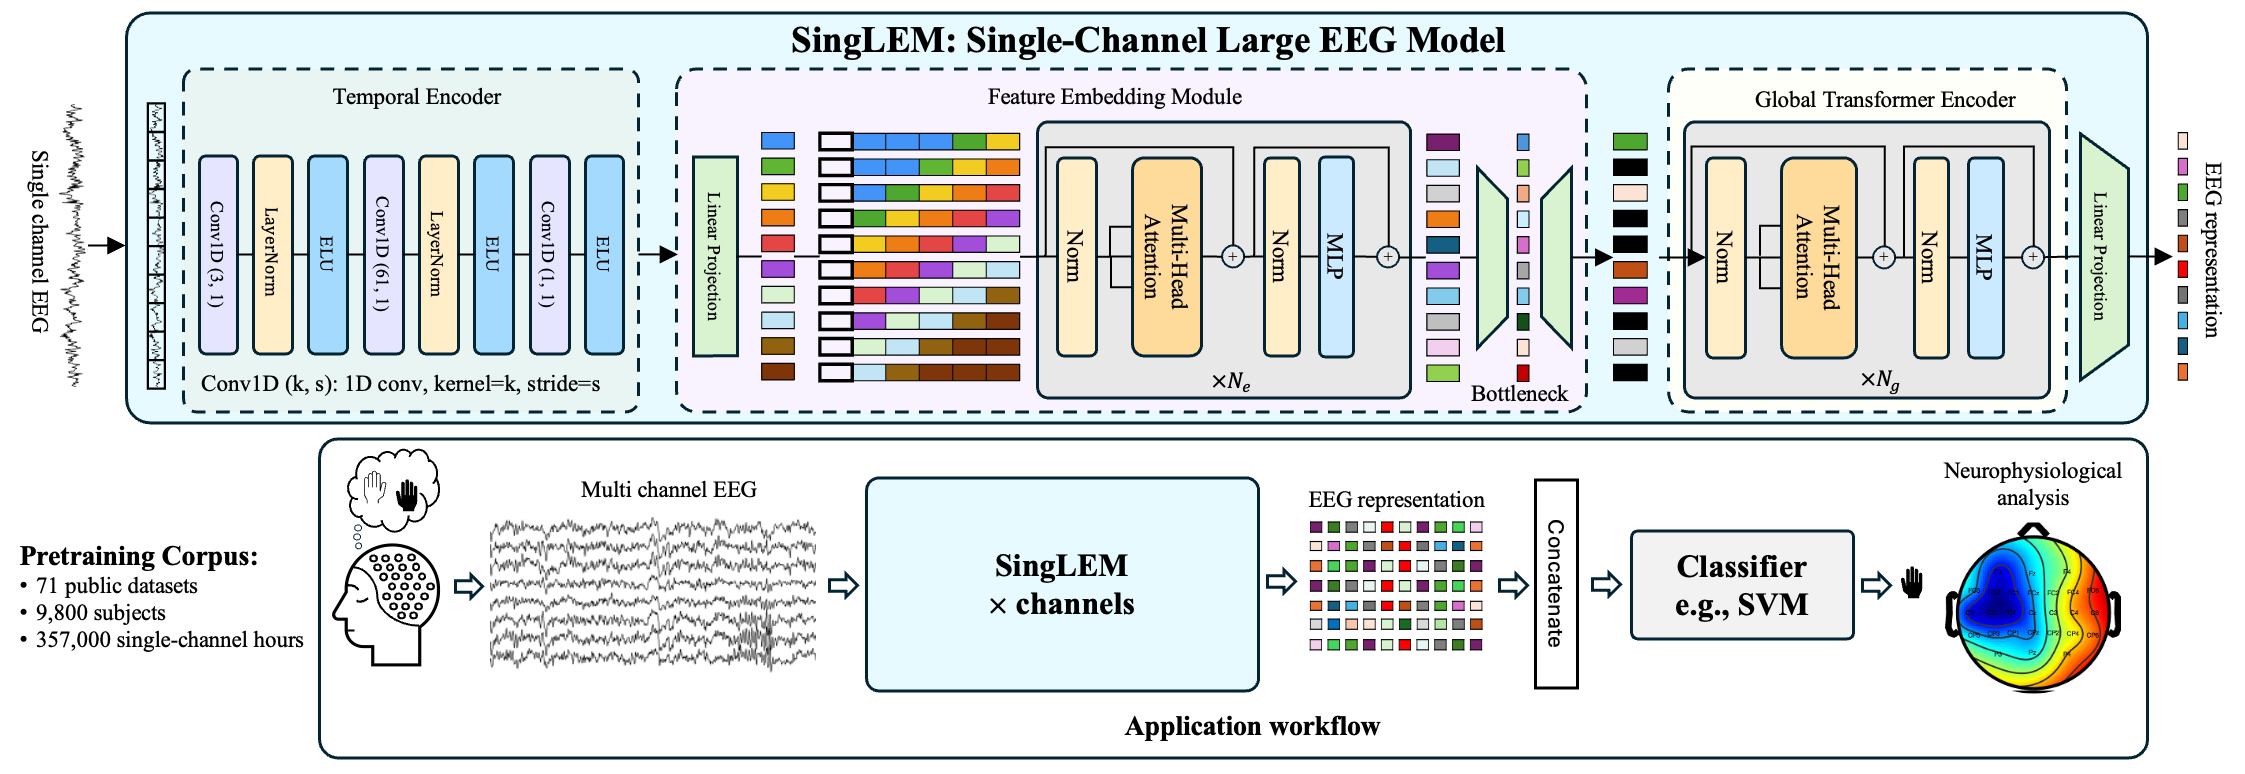 SingLEM: Single-Channel Large EEG Model
Single channel EEG
Temporal Encoder
Conv1D (3, 1)
LayerNorm
ELU
Conv1D (61, 1)
LayerNorm
ELU
Conv1D (1, 1)
ELU
Conv1D (k, s): 1D conv, kernel=k, stride=s
Feature Embedding Module
Linear Projection
Norm
Multi-Head
Attention
+
Norm
MLP
+
×Nₑ
Bottleneck
Global Transformer Encoder
Norm
Multi-Head
Attention
+
Norm
MLP
+
×N_g
Linear Projection
EEG representation
Pretraining Corpus:
• 71 public datasets
• 9,800 subjects
• 357,000 single-channel hours
Multi channel EEG
SingLEM
× channels
EEG representation
Concatenate
Classifier
e.g., SVM
Neurophysiological
analysis
Application workflow